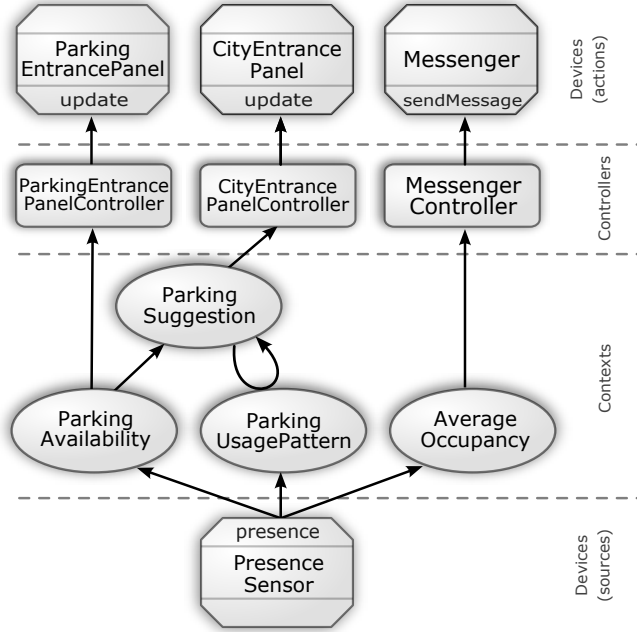 Parking
EntrancePanel
update
CityEntrance
Panel
update
Messenger
sendMessage
Devices
(actions)
ParkingEntrance
PanelController
CityEntrance
PanelController
Messenger
Controller
Controllers
Parking
Suggestion
Parking
Availability
Parking
UsagePattern
Average
Occupancy
Contexts
presence
Presence
Sensor
Devices
(sources)